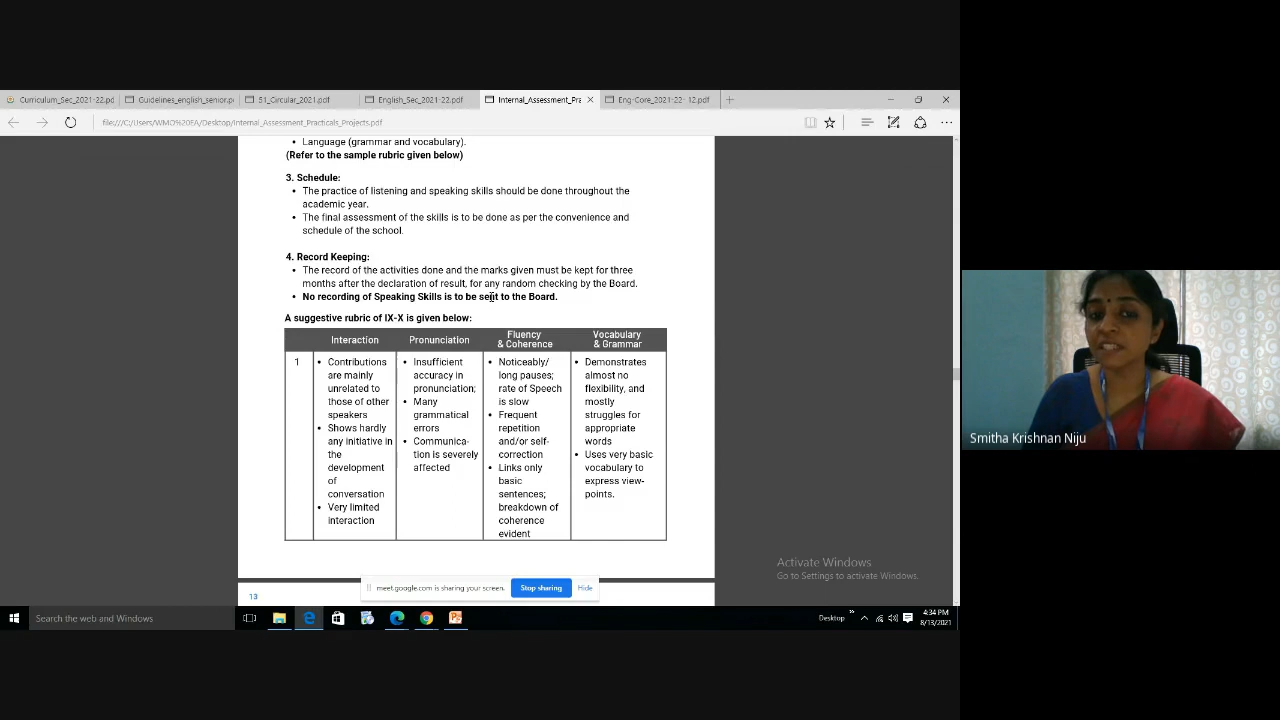 Curriculum_Sec_2021-22.pd
Guidelines_english_senior.p
51_Circular_2021.pdf
English_Sec_2021-22.pdf
Internal_Assessment_Pra
Eng-Core_2021-22 - 12.pdf
file:///C:/Users/WMO%20EA/Desktop/Internal_Assessment_Practicals_Projects.pdf
• Language (grammar and vocabulary).
(Refer to the sample rubric given below)
3. Schedule:
• The practice of listening and speaking skills should be done throughout the
academic year.
• The final assessment of the skills is to be done as per the convenience and
schedule of the school.
4. Record Keeping:
• The record of the activities done and the marks given must be kept for three
months after the declaration of result, for any random checking by the Board.
• No recording of Speaking Skills is to be sent to the Board.
A suggestive rubric of IX-X is given below:
Interaction
Pronunciation
Fluency
& Coherence
Vocabulary
& Grammar
1
• Contributions
are mainly
unrelated to
those of other
speakers
• Shows hardly
any initiative in
the
development
of
conversation
• Very limited
interaction
• Insufficient
accuracy in
pronunciation;
• Many
grammatical
errors
• Communica-
tion is severely
affected
• Noticeably/
long pauses;
rate of Speech
is slow
• Frequent
repetition
and/or self-
correction
• Links only
basic
sentences;
breakdown of
coherence
evident
• Demonstrates
almost no
flexibility, and
mostly
struggles for
appropriate
words
• Uses very basic
vocabulary to
express view-
points.
13
meet.google.com is sharing your screen.
Stop sharing
Hide
Activate Windows
Go to Settings to activate Windows.
Search the web and Windows
Desktop
4:34 PM
8/13/2021
Smitha Krishnan Niju